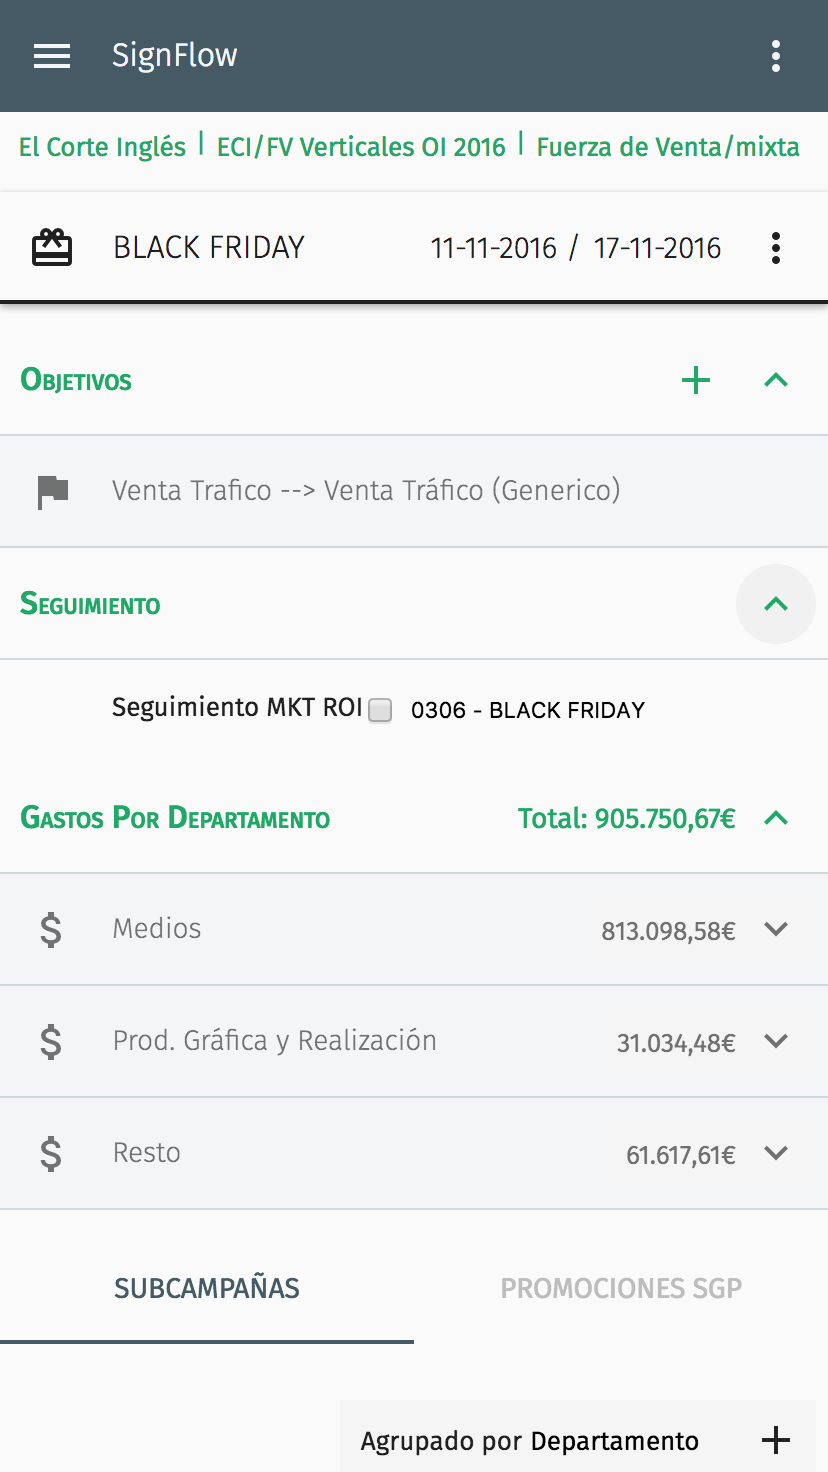 SignFlow
El Corte Inglés | ECI/FV Verticales OI 2016 | Fuerza de Venta/mixta
BLACK FRIDAY 11-11-2016 / 17-11-2016
Objetivos
Venta Trafico --> Venta Tráfico (Generico)
Seguimiento
Seguimiento MKT ROI 0306 - BLACK FRIDAY
Gastos Por Departamento Total: 905.750,67€
Medios 813.098,58€
Prod. Gráfica y Realización 31.034,48€
Resto 61.617,61€
SUBCAMPAÑAS PROMOCIONES SGP
Agrupado por Departamento